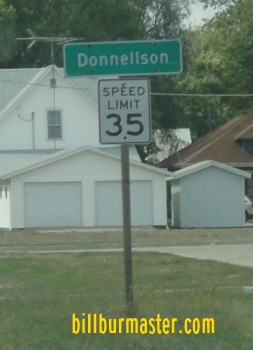 Donnellson
SPEED
LIMIT
35
billburmaster.com